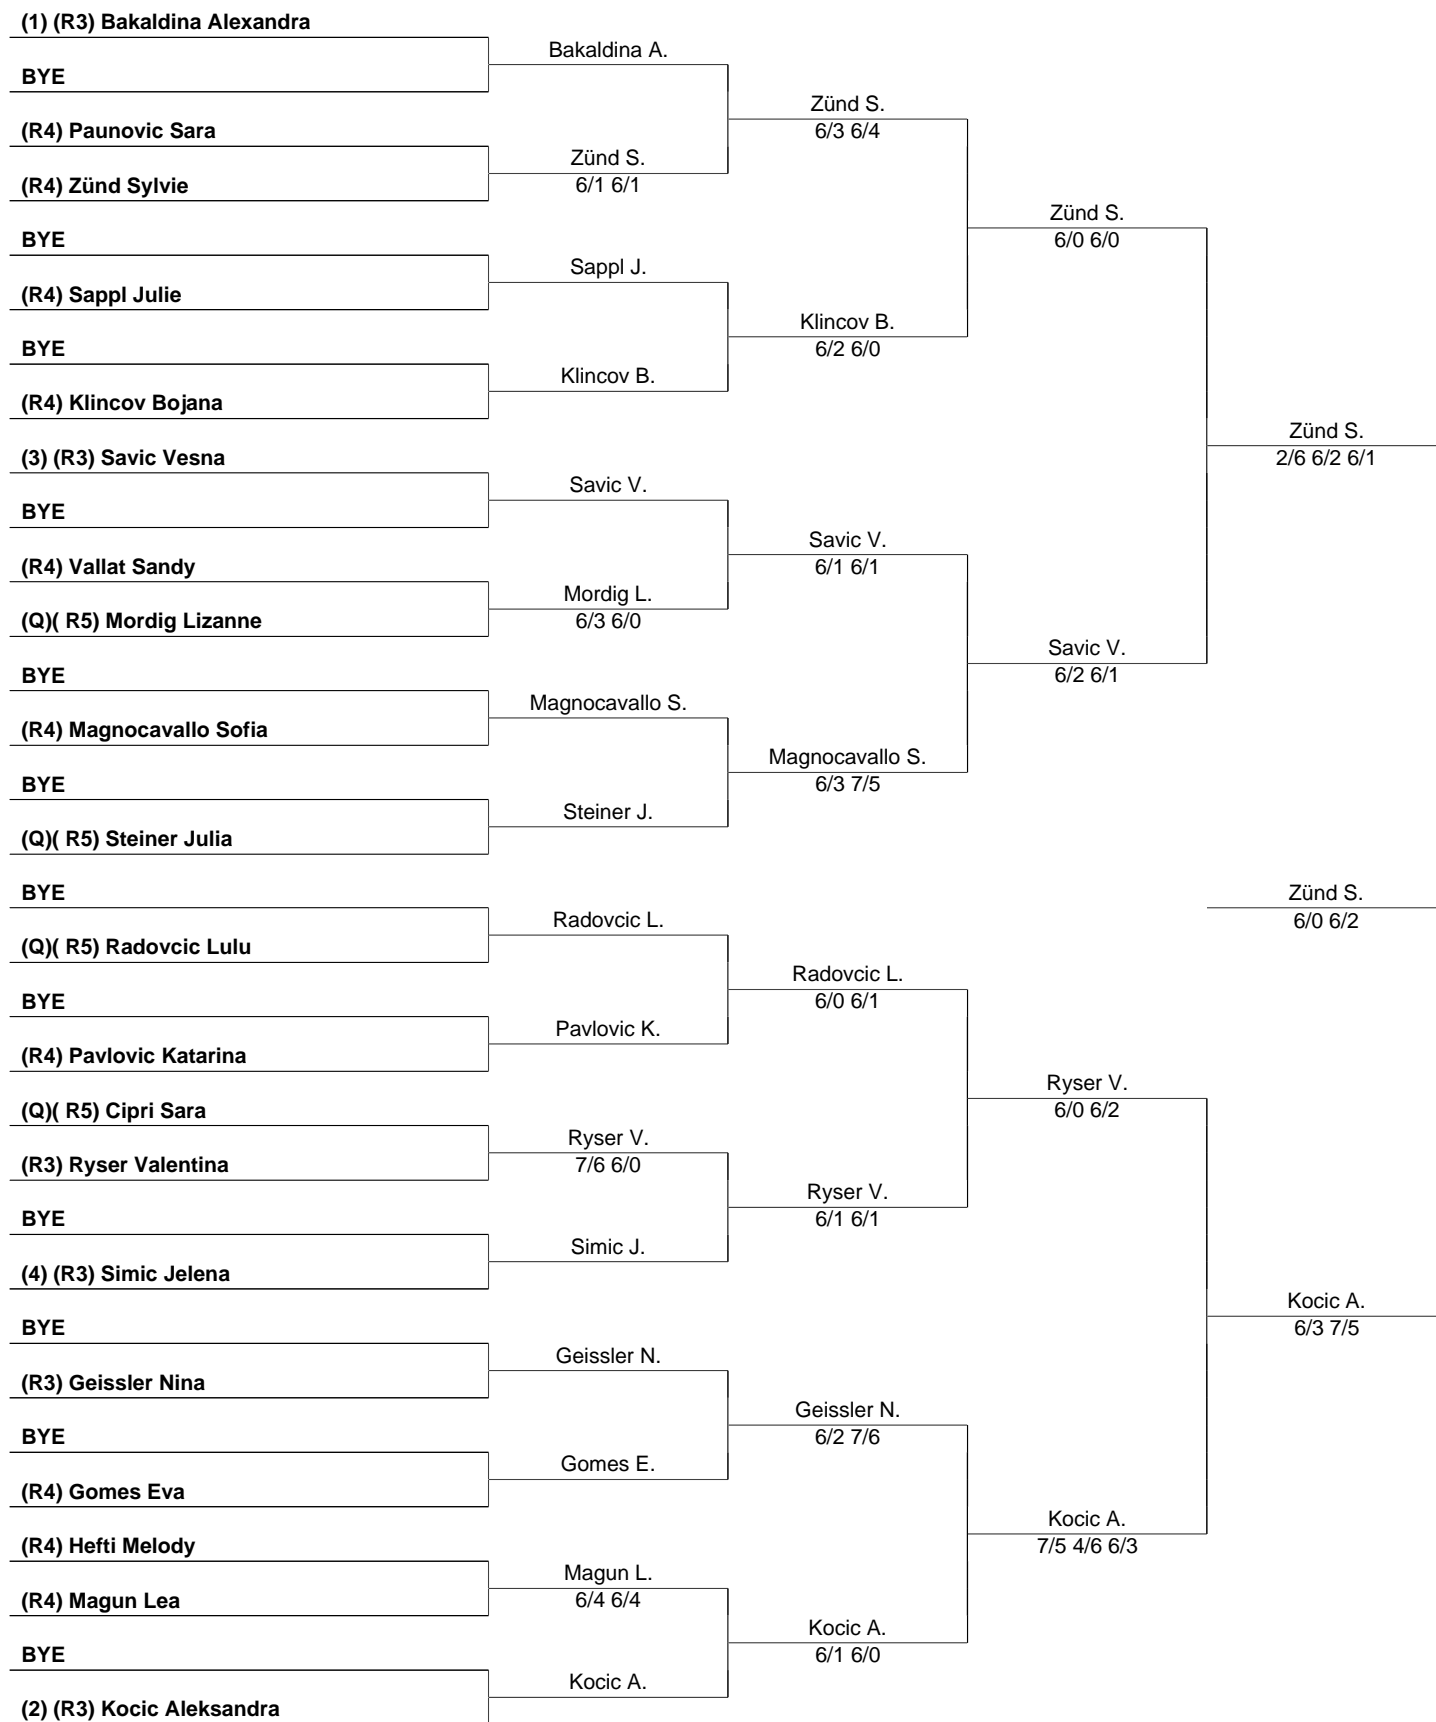 (1) (R3) Bakaldina Alexandra
Bakaldina A.
BYE
Zünd S.
6/3 6/4
(R4) Paunovic Sara
Zünd S.
6/1 6/1
(R4) Zünd Sylvie
Zünd S.
6/0 6/0
BYE
Sappl J.
(R4) Sappl Julie
Klincov B.
6/2 6/0
BYE
Klincov B.
(R4) Klincov Bojana
Zünd S.
2/6 6/2 6/1
(3) (R3) Savic Vesna
Savic V.
BYE
Savic V.
6/1 6/1
(R4) Vallat Sandy
Mordig L.
6/3 6/0
(Q)( R5) Mordig Lizanne
Savic V.
6/2 6/1
BYE
Magnocavallo S.
(R4) Magnocavallo Sofia
Magnocavallo S.
6/3 7/5
BYE
Steiner J.
(Q)( R5) Steiner Julia
BYE
Zünd S.
6/0 6/2
Radovcic L.
(Q)( R5) Radovcic Lulu
Radovcic L.
6/0 6/1
BYE
Pavlovic K.
(R4) Pavlovic Katarina
Ryser V.
6/0 6/2
(Q)( R5) Cipri Sara
Ryser V.
7/6 6/0
(R3) Ryser Valentina
Ryser V.
6/1 6/1
BYE
Simic J.
(4) (R3) Simic Jelena
Kocic A.
6/3 7/5
BYE
Geissler N.
(R3) Geissler Nina
Geissler N.
6/2 7/6
BYE
Gomes E.
(R4) Gomes Eva
Kocic A.
7/5 4/6 6/3
(R4) Hefti Melody
Magun L.
6/4 6/4
(R4) Magun Lea
Kocic A.
6/1 6/0
BYE
Kocic A.
(2) (R3) Kocic Aleksandra